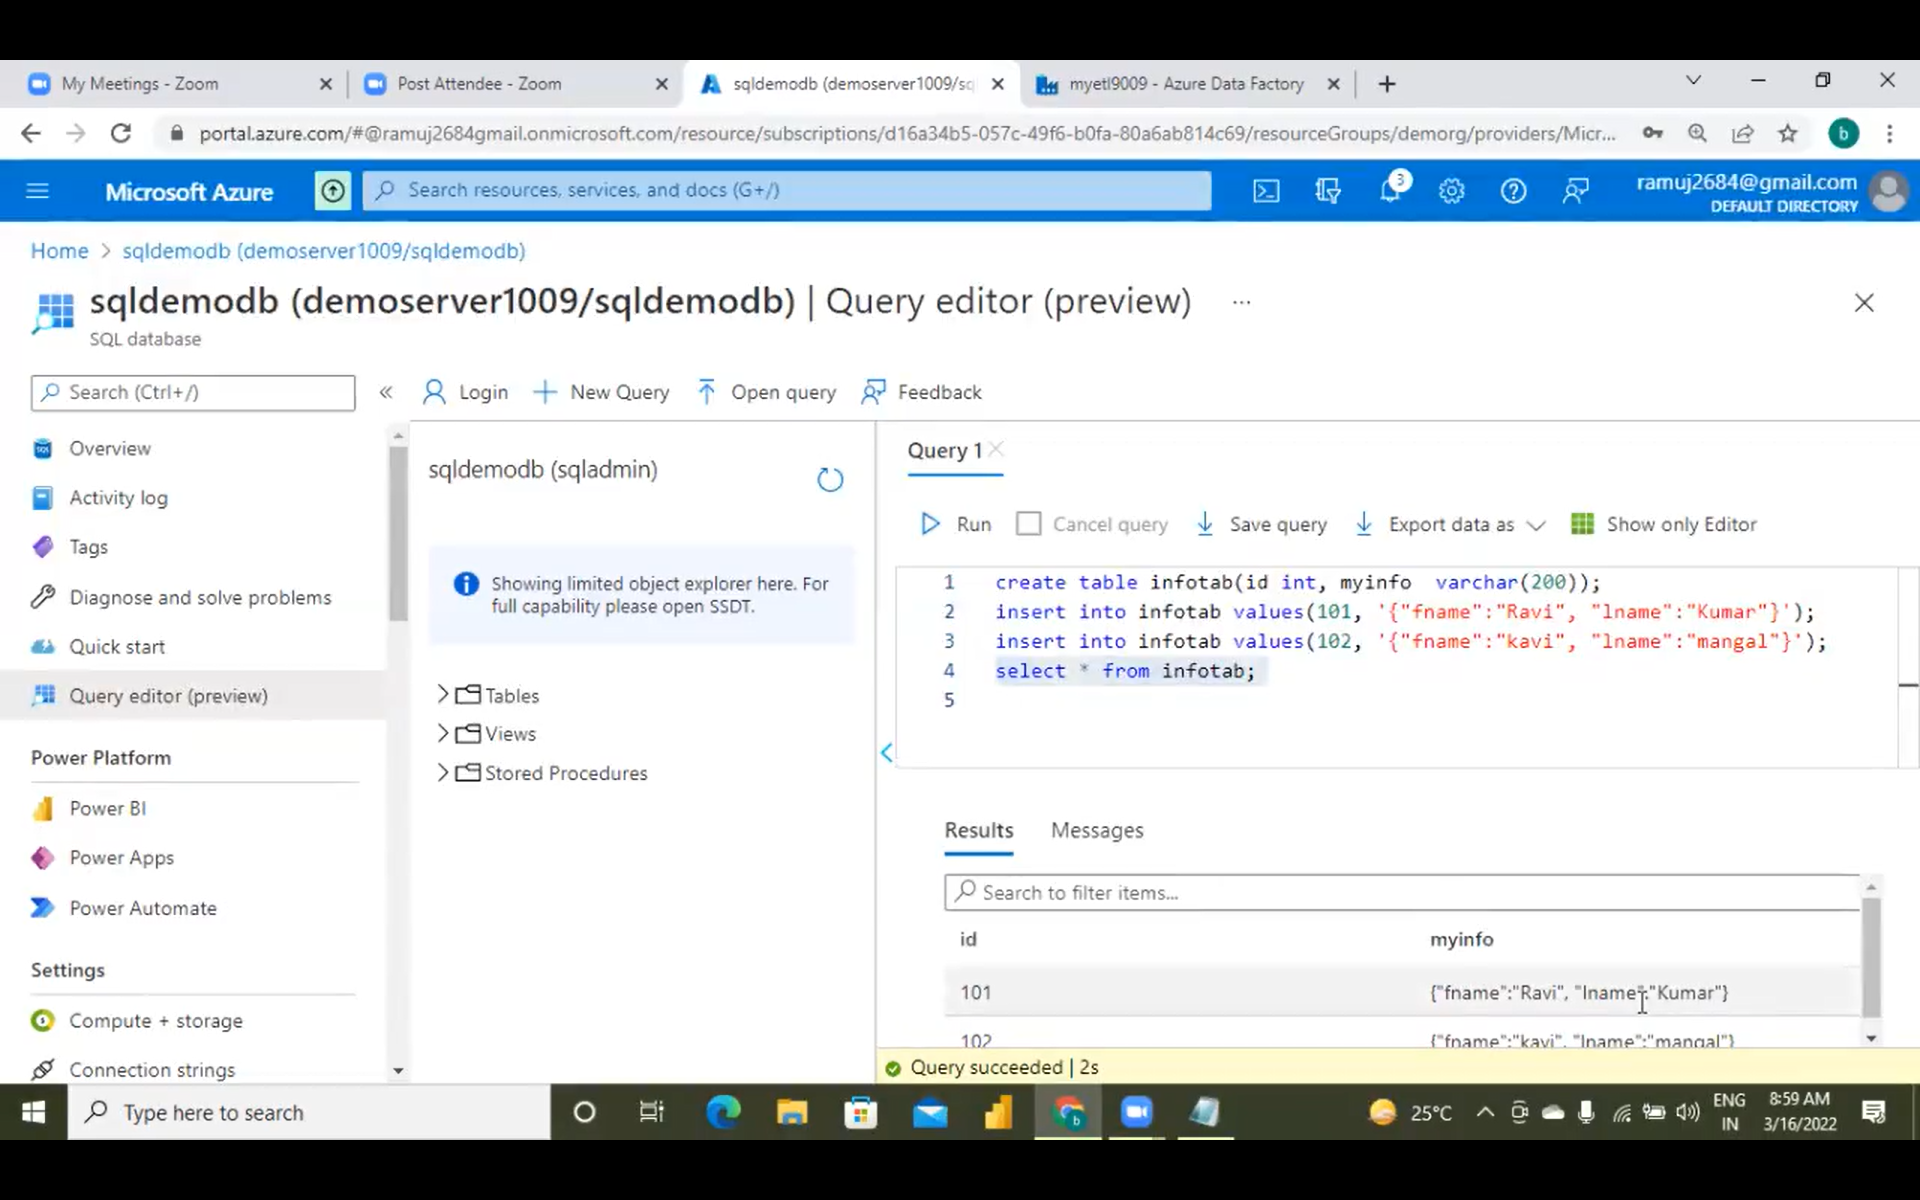 My Meetings - Zoom
Post Attendee - Zoom
sqldemodb (demoserver1009/sq
myetl9009 - Azure Data Factory
portal.azure.com/#@ramuj2684gmail.onmicrosoft.com/resource/subscriptions/d16a34b5-057c-49f6-b0fa-80a6ab814c69/resourceGroups/demorg/providers/Micr...
b
Microsoft Azure
Search resources, services, and docs (G+/)
3
ramuj2684@gmail.com
DEFAULT DIRECTORY
Home > sqldemodb (demoserver1009/sqldemodb)
sqldemodb (demoserver1009/sqldemodb) | Query editor (preview) ...
SQL database
Search (Ctrl+/)
«
Login
New Query
Open query
Feedback
Overview
Activity log
Tags
Diagnose and solve problems
Quick start
Query editor (preview)
Power Platform
Power BI
Power Apps
Power Automate
Settings
Compute + storage
Connection strings
sqldemodb (sqladmin)
Showing limited object explorer here. For
full capability please open SSDT.
Tables
Views
Stored Procedures
Query 1
Run
Cancel query
Save query
Export data as
Show only Editor
1 create table infotab(id int, myinfo  varchar(200));
2 insert into infotab values(101, '{"fname":"Ravi", "lname":"Kumar"}');
3 insert into infotab values(102, '{"fname":"kavi", "lname":"mangal"}');
4 select * from infotab;
5
Results
Messages
Search to filter items...
id myinfo
101 {"fname":"Ravi", "lname":"Kumar"}
102 {"fname":"kavi", "lname":"mangal"}
Query succeeded | 2s
Type here to search
25°C
ENG
IN
8:59 AM
3/16/2022